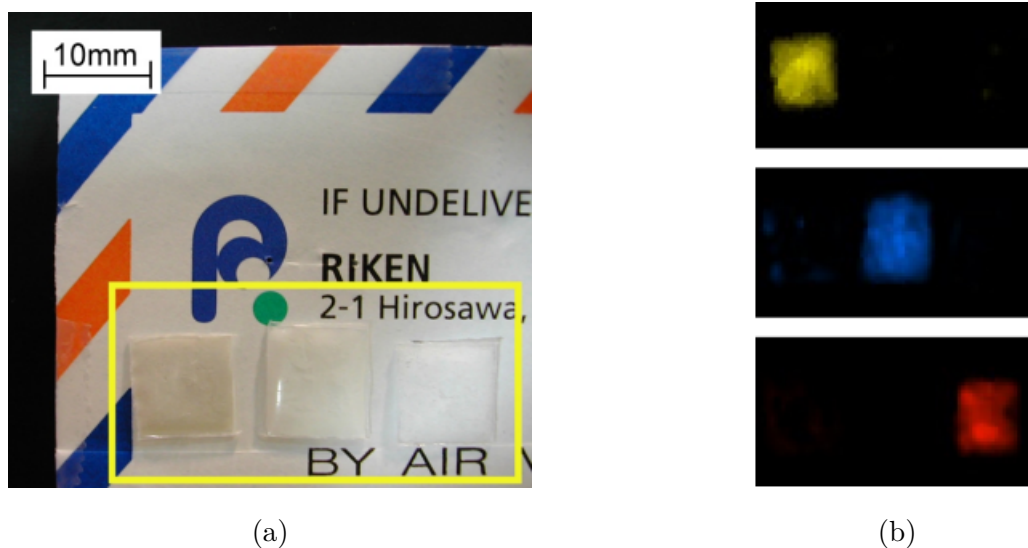 10mm
IF UNDELIVE
RIKEN
2-1 Hirosawa,
BY AIR
(a)
(b)